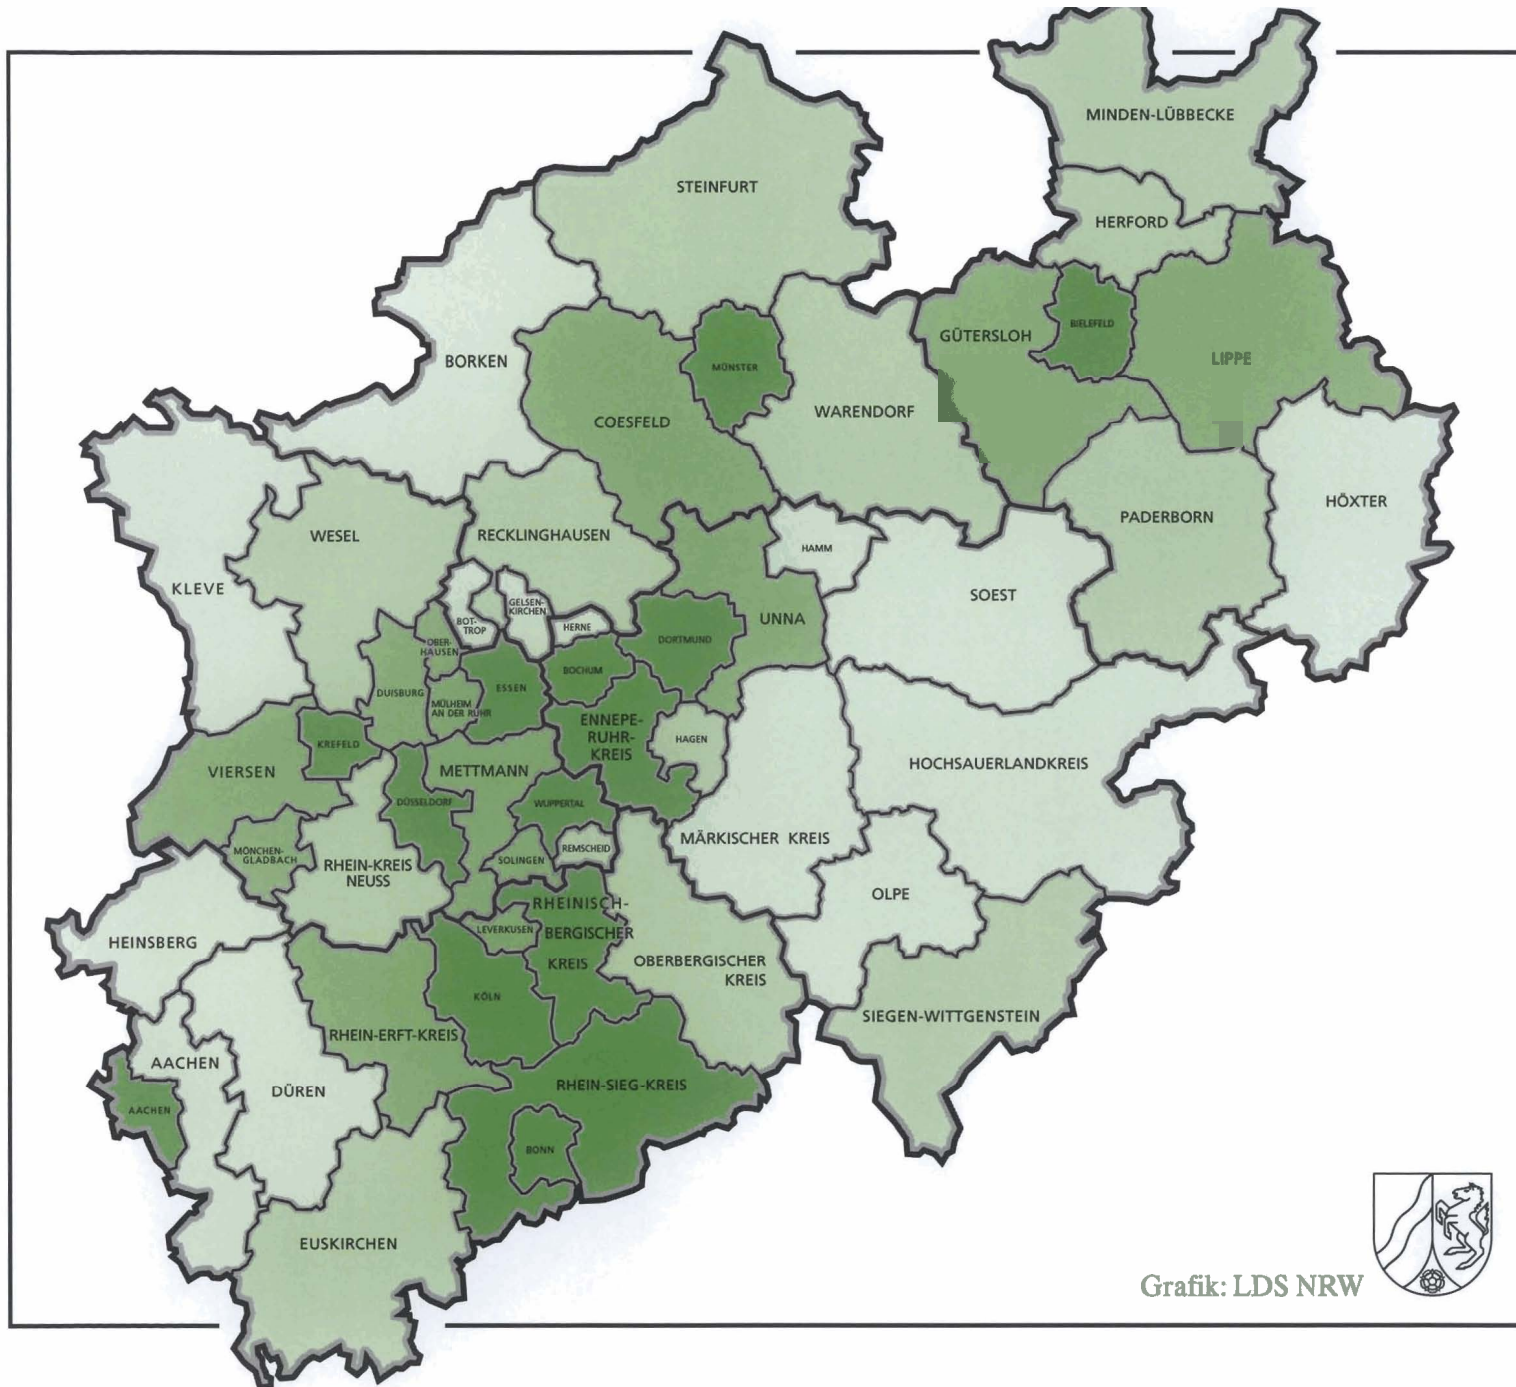 MINDEN-LÜBBECKE
STEINFURT
HERFORD
BIELEFELD
GÜTERSLOH
LIPPE
BORKEN
MÜNSTER
WARENDORF
COESFELD
HÖXTER
PADERBORN
WESEL
RECKLINGHAUSEN
HAMM
KLEVE
SOEST
GELSEN-
KIRCHEN
UNNA
BOT-
TROP
HERNE
DORTMUND
OBER-
HAUSEN
BOCHUM
DUISBURG
ESSEN
MÜLHEIM
AN DER RUHR
ENNEPE-
RUHR-
KREIS
HAGEN
KREFELD
HOCHSAUERLANDKREIS
VIERSEN
METTMANN
DÜSSELDORF
WUPPERTAL
MÄRKISCHER KREIS
MÖNCHEN-
GLADBACH
REMSCHEID
SOLINGEN
RHEIN-KREIS
NEUSS
OLPE
RHEINISCH-
BERGISCHER
KREIS
LEVERKUSEN
HEINSBERG
OBERBERGISCHER
KREIS
KÖLN
SIEGEN-WITTGENSTEIN
RHEIN-ERFT-KREIS
AACHEN
RHEIN-SIEG-KREIS
DÜREN
AACHEN
BONN
EUSKIRCHEN
Grafik: LDS NRW